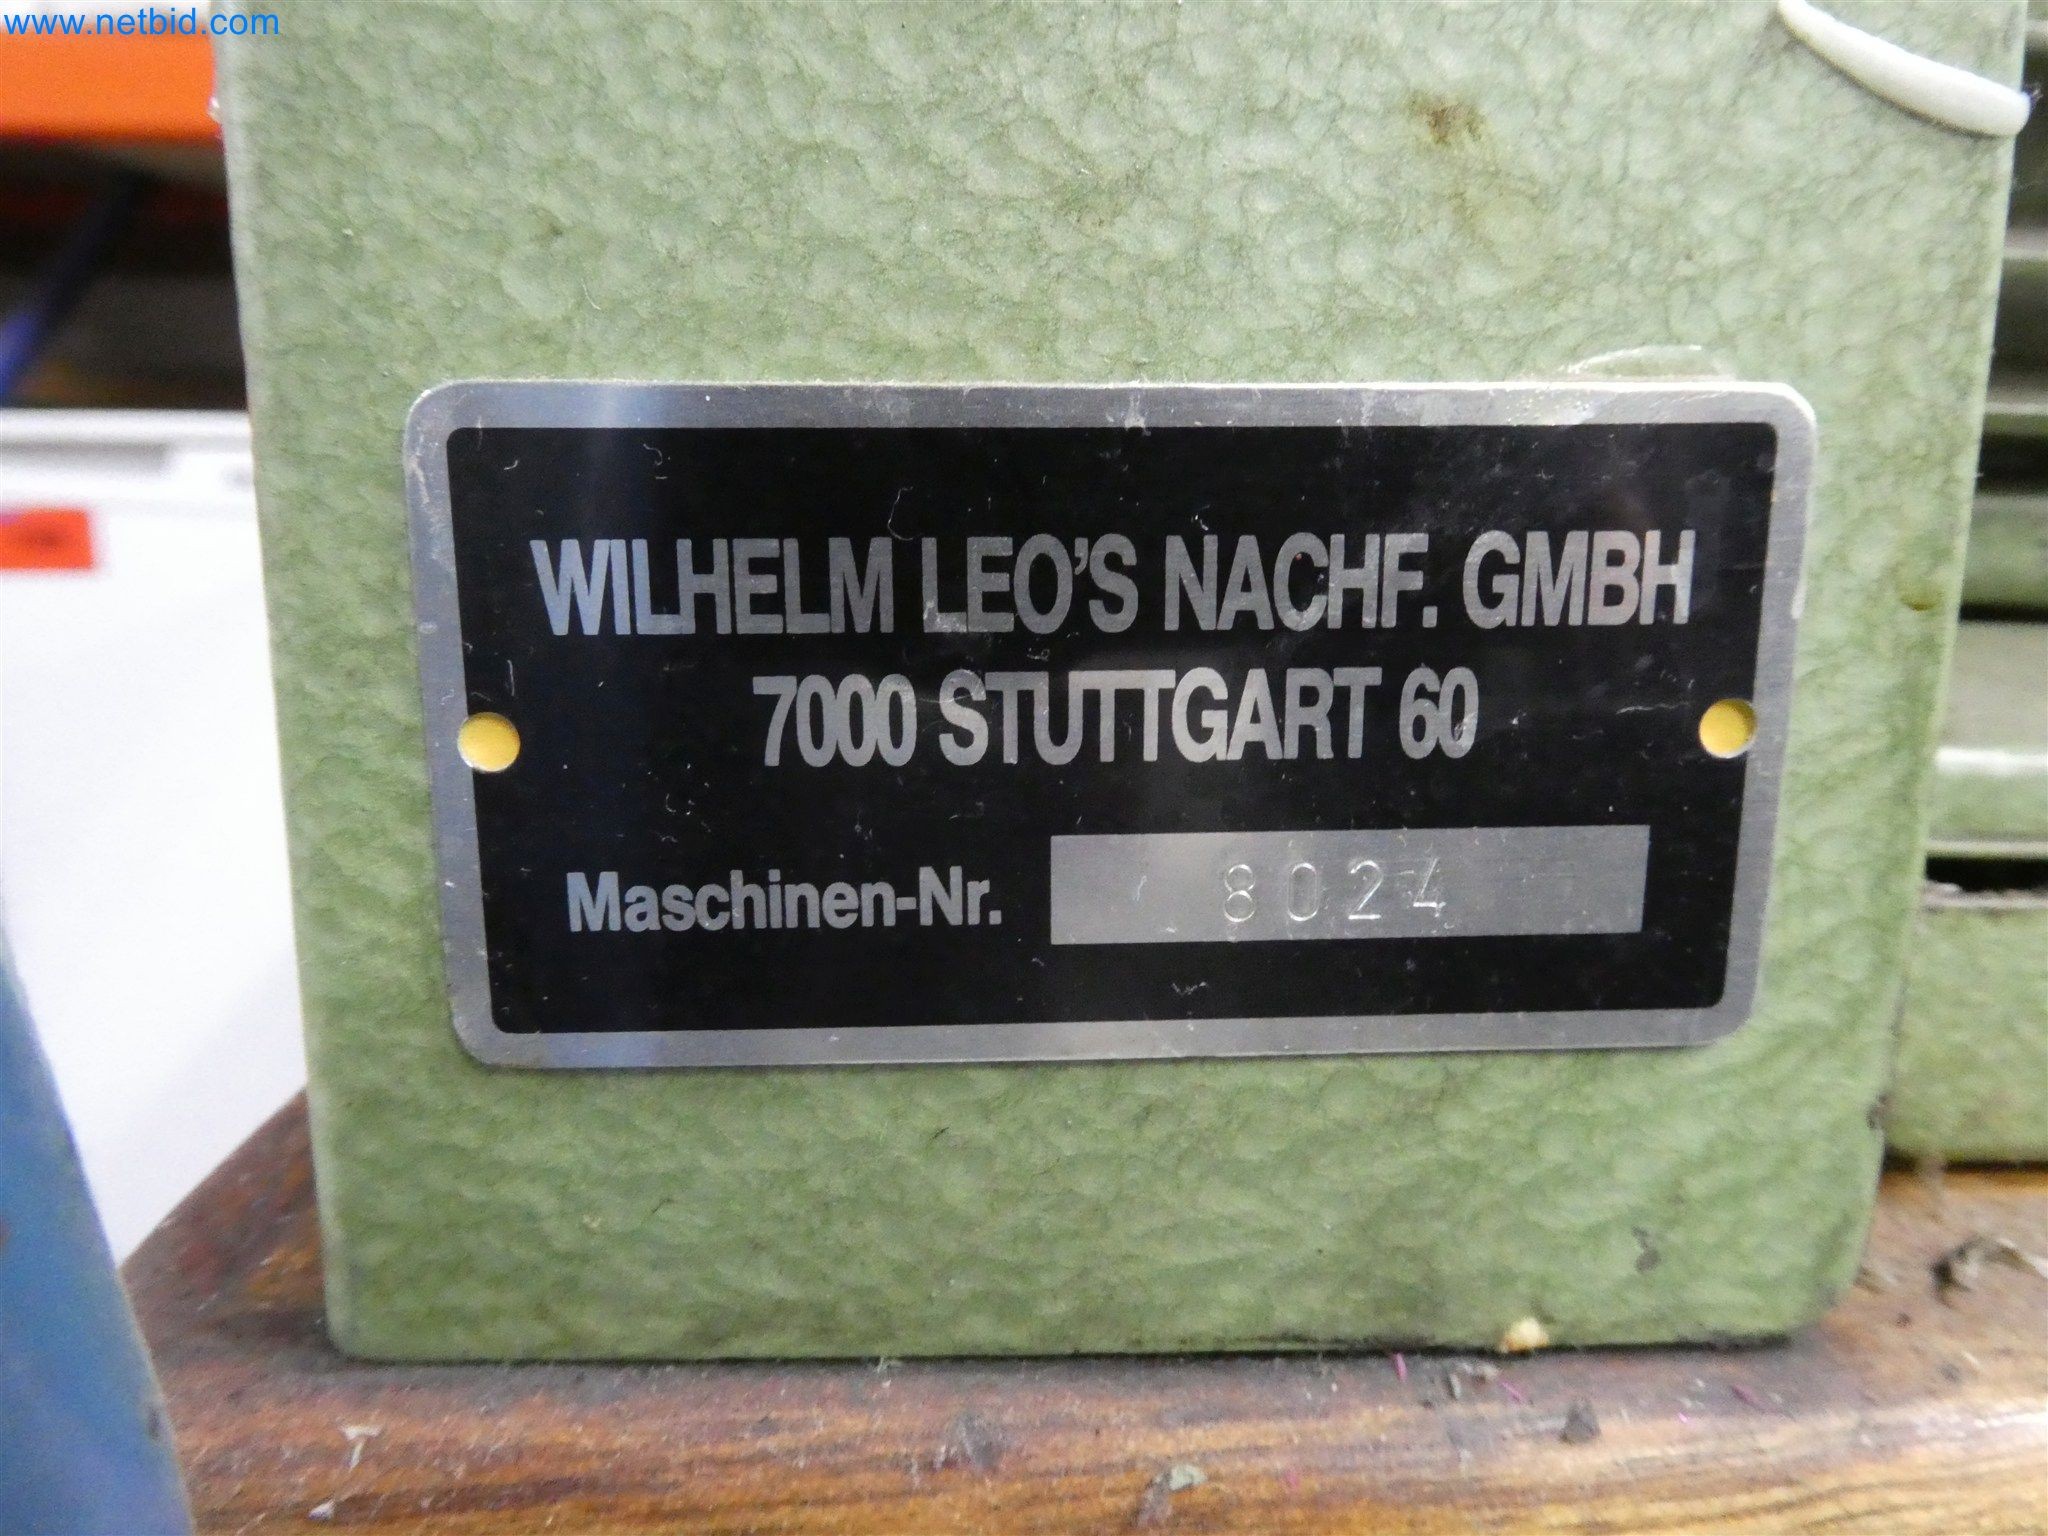 www.netbid.com
WILHELM LEO'S NACHF. GMBH
7000 STUTTGART 60
Maschinen-Nr. 8024